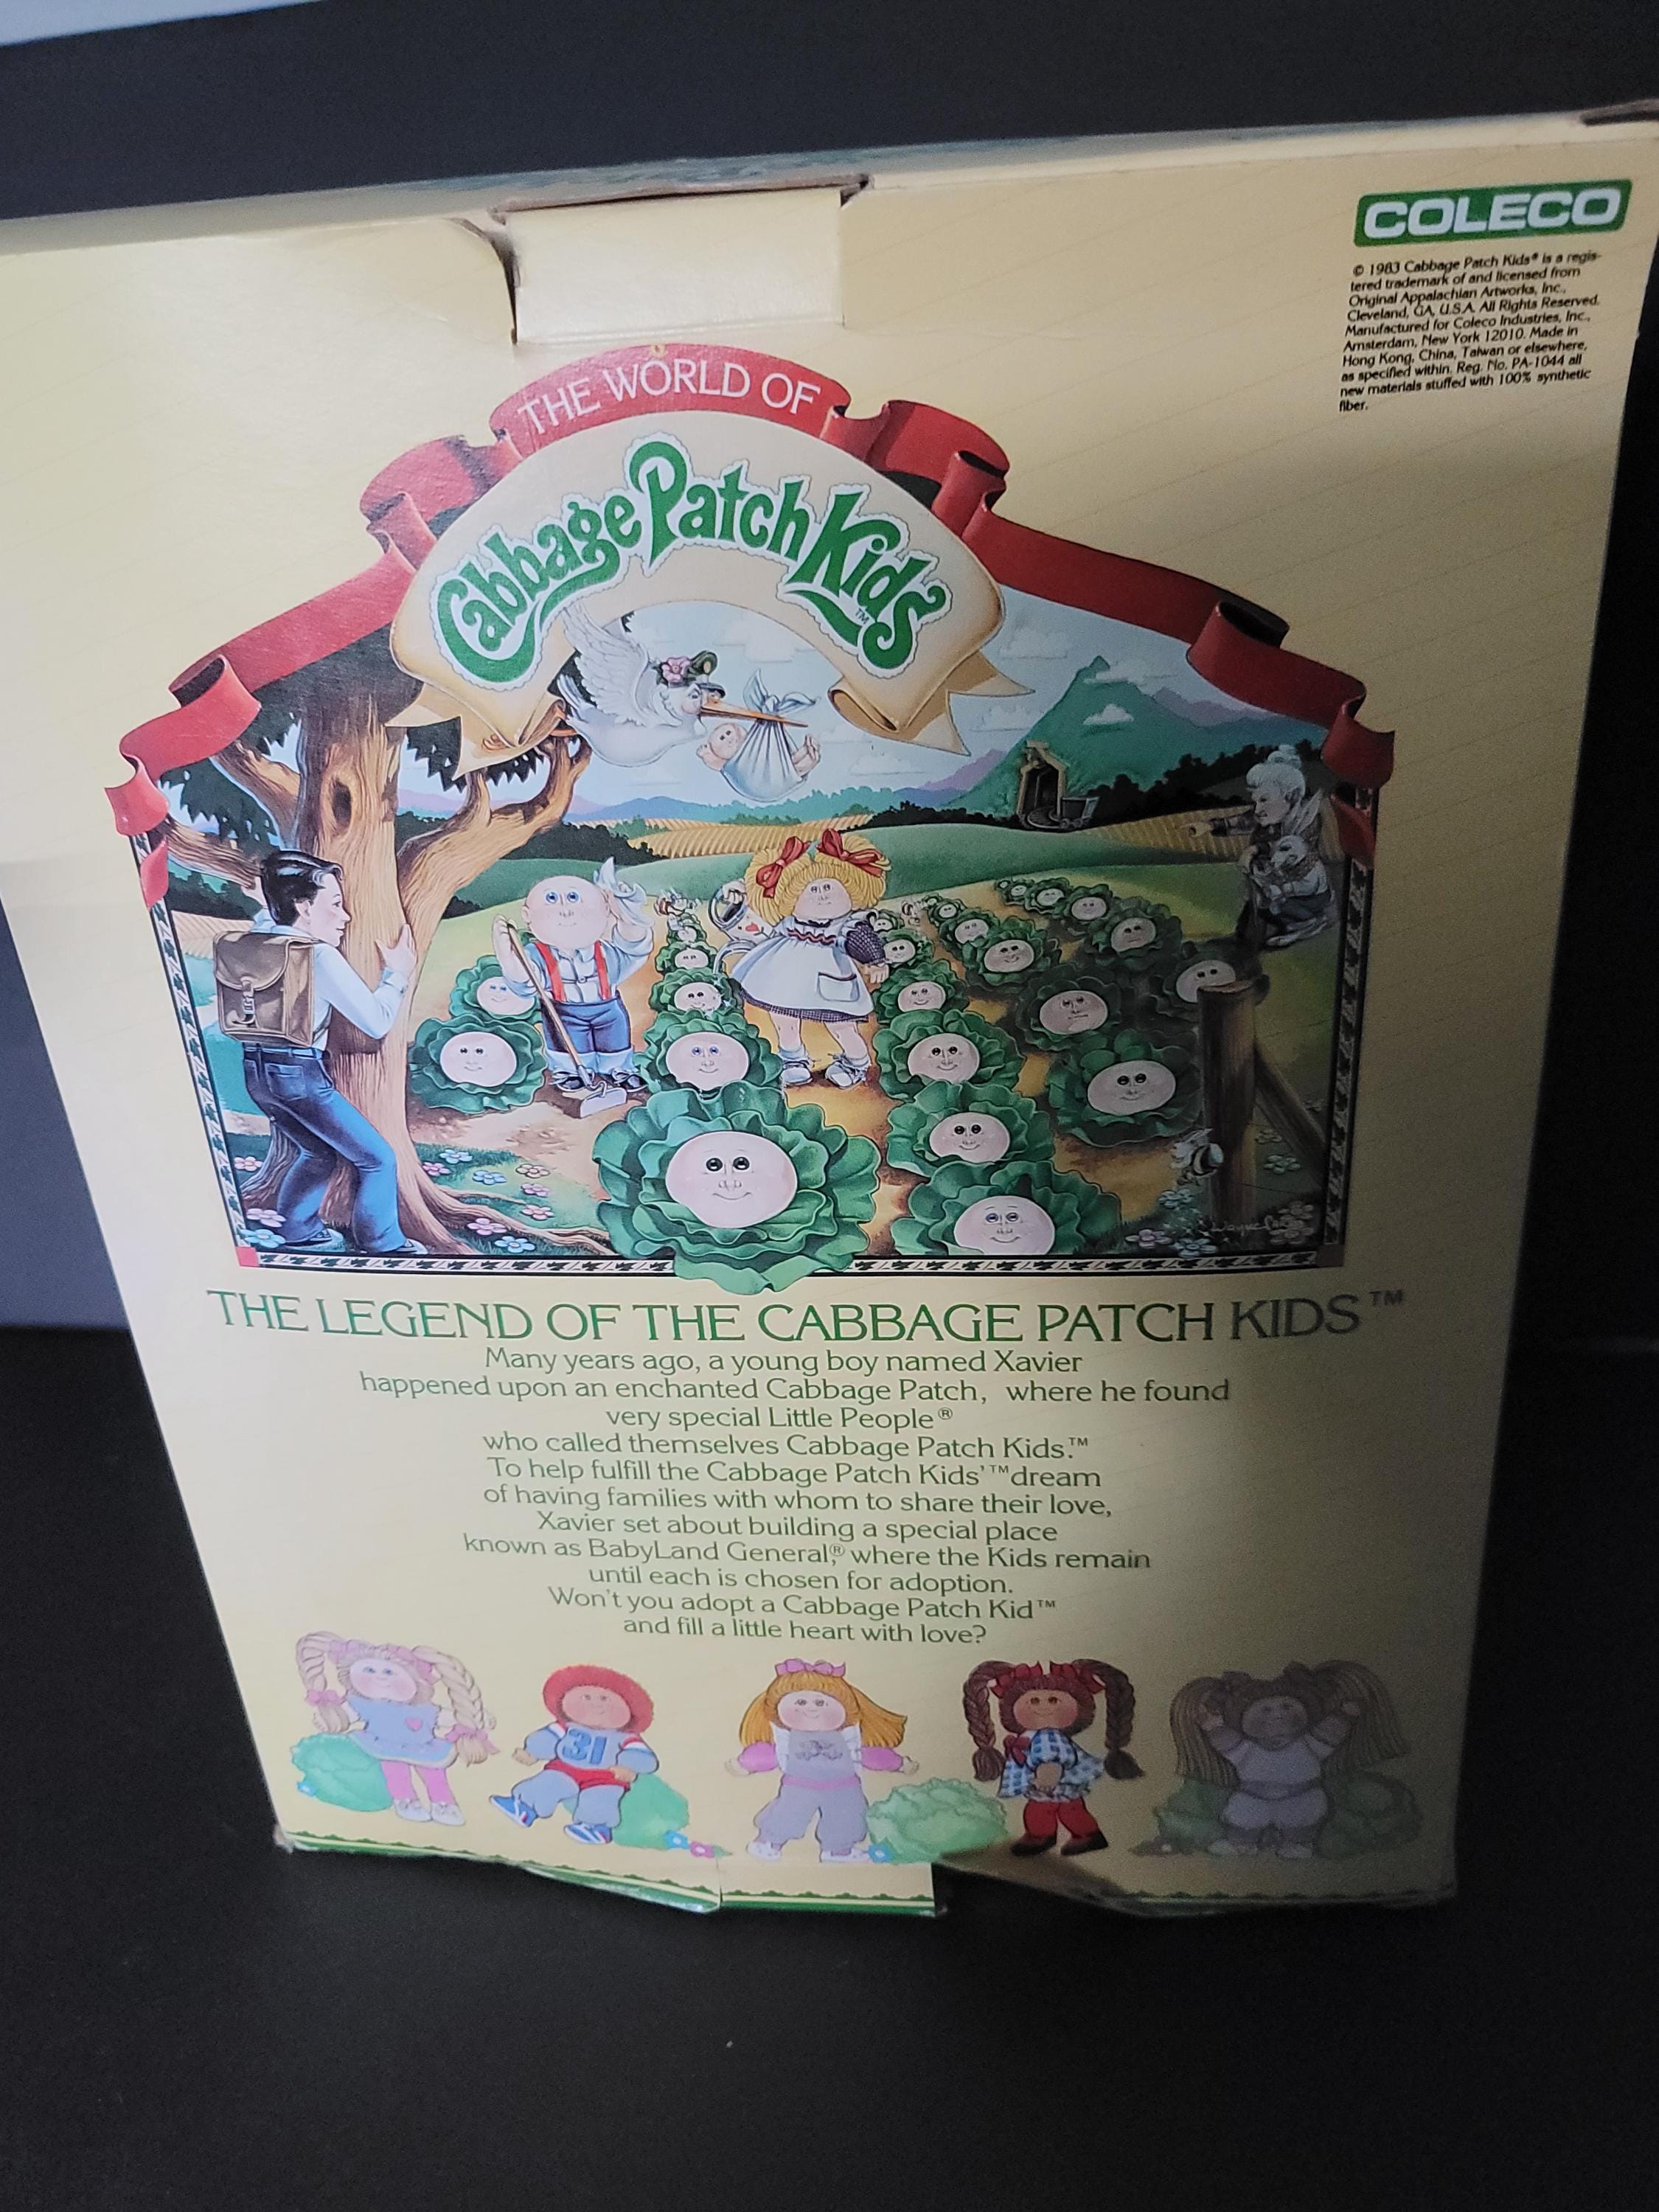 COLECO
© 1983 Cabbage Patch Kids® is a regis-
tered trademark of and licensed from
Original Appalachian Artworks, Inc.,
Cleveland, GA, U.S.A. All Rights Reserved.
Manufactured for Coleco Industries, Inc.,
Amsterdam, New York 12010. Made in
Hong Kong, China, Taiwan or elsewhere,
as specified within. Reg. No. PA-1044 all
new materials stuffed with 100% synthetic
fiber.
THE WORLD OF
Cabbage Patch Kids™
THE LEGEND OF THE CABBAGE PATCH KIDS™
Many years ago, a young boy named Xavier
happened upon an enchanted Cabbage Patch, where he found
very special Little People®
who called themselves Cabbage Patch Kids.™
To help fulfill the Cabbage Patch Kids'™ dream
of having families with whom to share their love,
Xavier set about building a special place
known as BabyLand General,® where the Kids remain
until each is chosen for adoption.
Won't you adopt a Cabbage Patch Kid™
and fill a little heart with love?
31